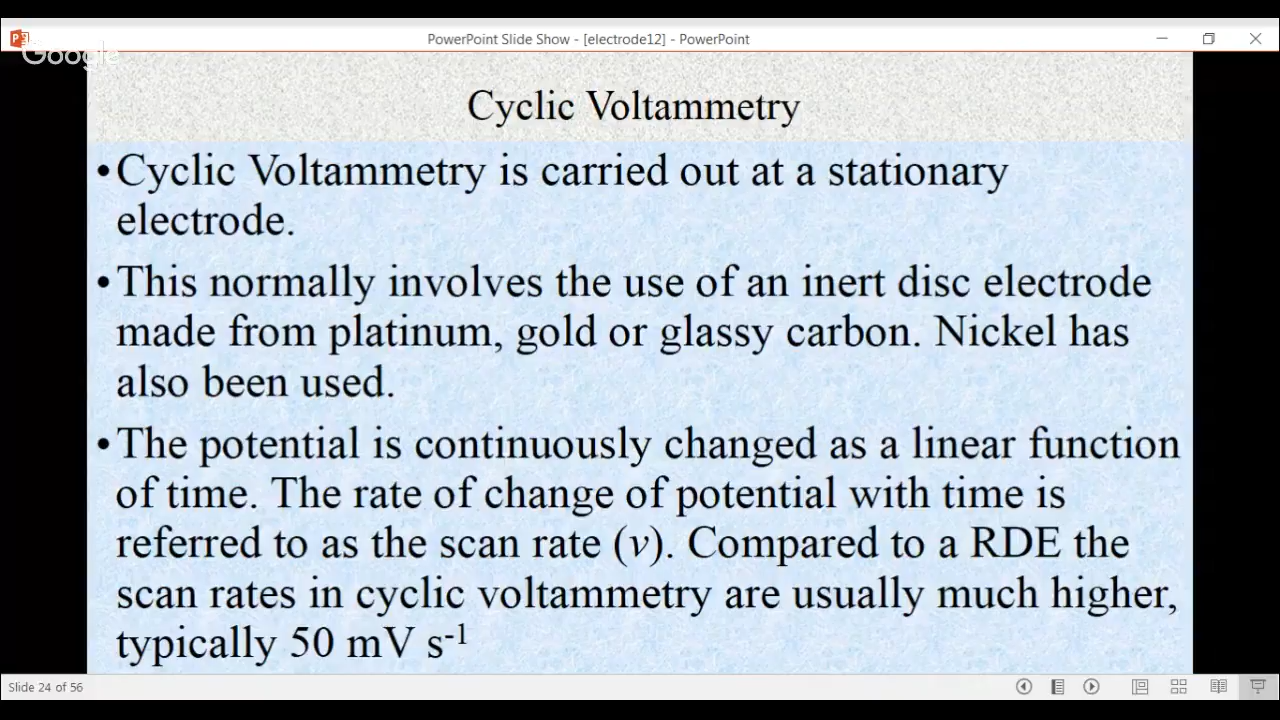 PowerPoint Slide Show - [electrode12] - PowerPoint
Google
Cyclic Voltammetry
•Cyclic Voltammetry is carried out at a stationary
electrode.
•This normally involves the use of an inert disc electrode
made from platinum, gold or glassy carbon. Nickel has
also been used.
•The potential is continuously changed as a linear function
of time. The rate of change of potential with time is
referred to as the scan rate (v). Compared to a RDE the
scan rates in cyclic voltammetry are usually much higher,
typically 50 mV s⁻¹
Slide 24 of 56